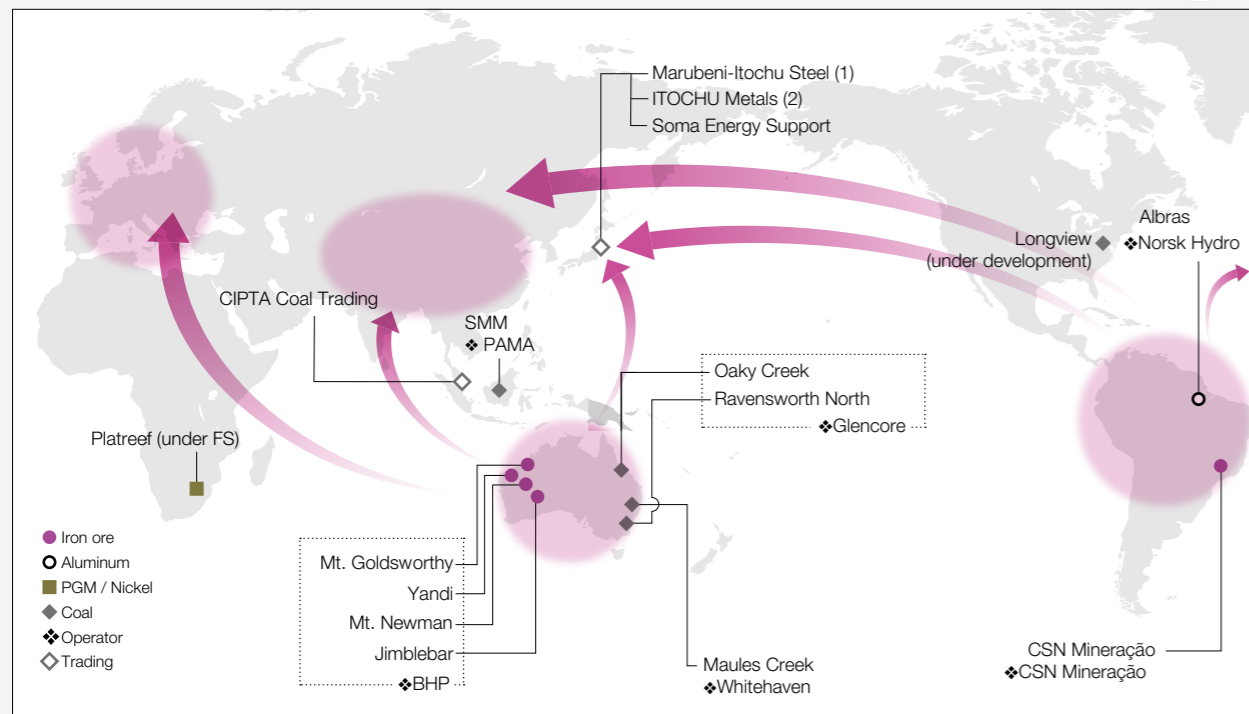 Marubeni-Itochu Steel (1)
ITOCHU Metals (2)
Soma Energy Support
Albras
Longview
(under development)
❖Norsk Hydro
CIPTA Coal Trading
SMM
❖ PAMA
Oaky Creek
Ravensworth North
❖Glencore
Platreef (under FS)
Iron ore
Aluminum
PGM / Nickel
Coal
❖Operator
Trading
Mt. Goldsworthy
Yandi
Mt. Newman
Jimblebar
❖BHP
Maules Creek
❖Whitehaven
CSN Mineração
❖CSN Mineração